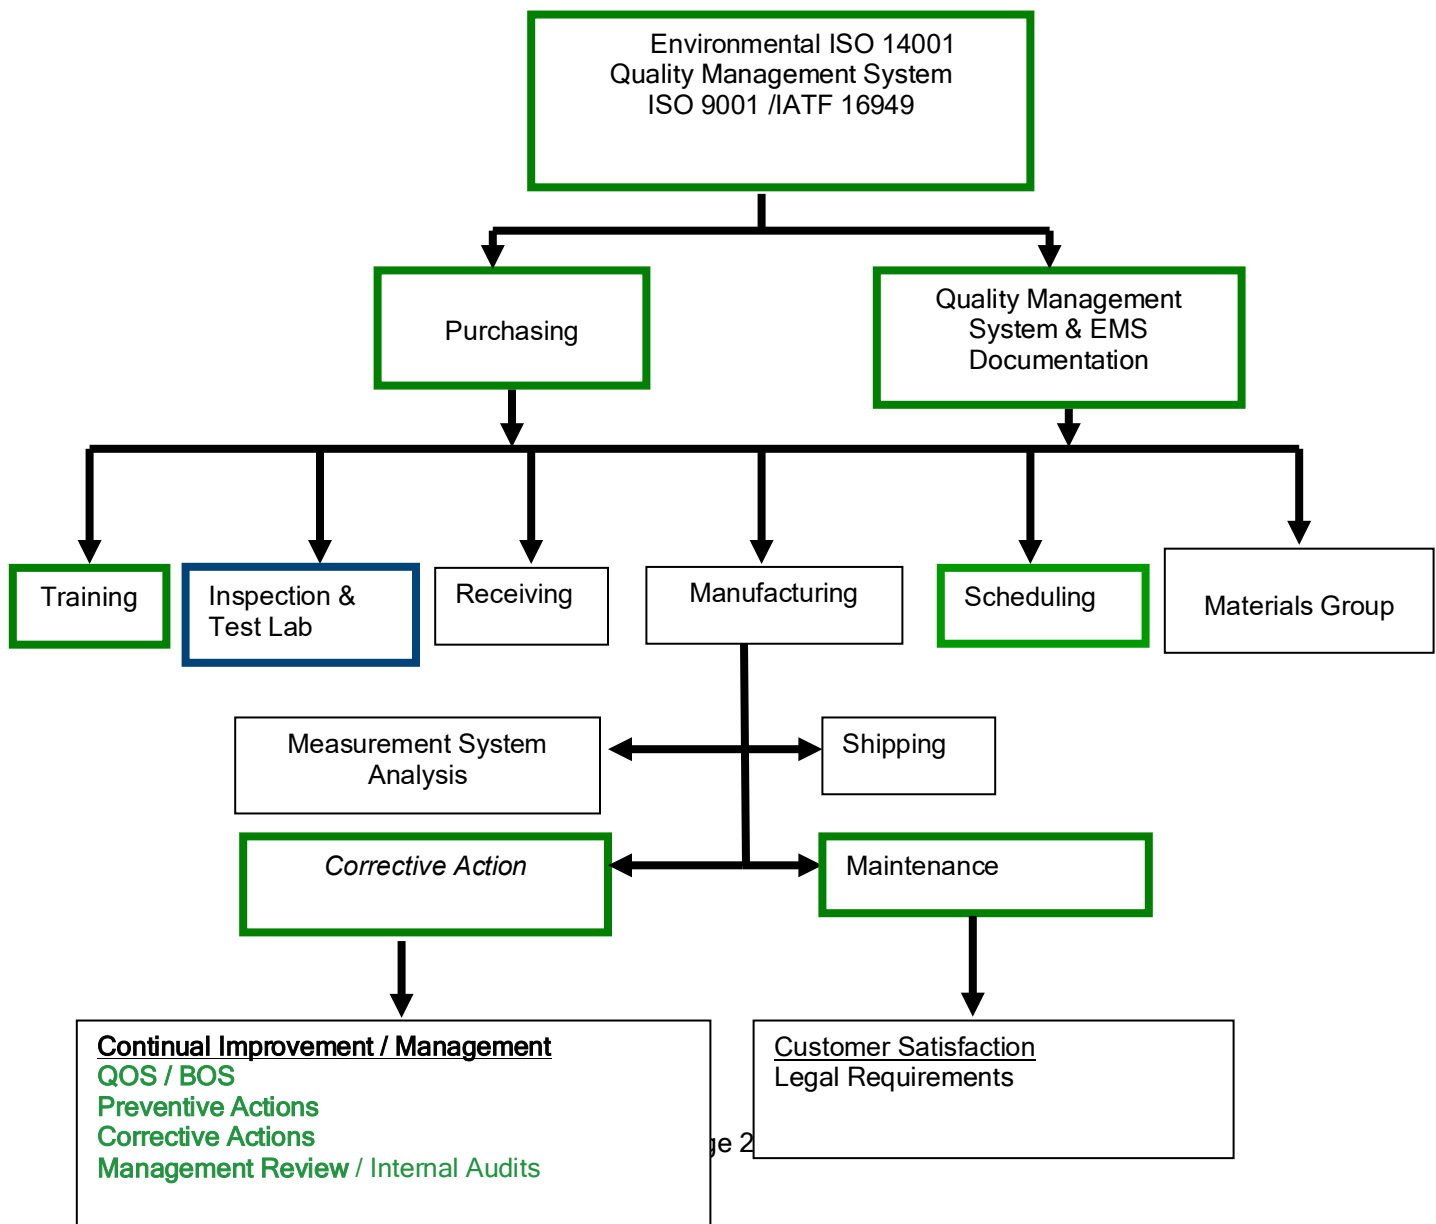 Environmental ISO 14001
Quality Management System
ISO 9001 /IATF 16949
Purchasing
Quality Management
System & EMS
Documentation
Training
Inspection &
Test Lab
Receiving
Manufacturing
Scheduling
Materials Group
Measurement System
Analysis
Shipping
Corrective Action
Maintenance
Continual Improvement / Management
QOS / BOS
Preventive Actions
Corrective Actions
Management Review / Internal Audits
Customer Satisfaction
Legal Requirements
2